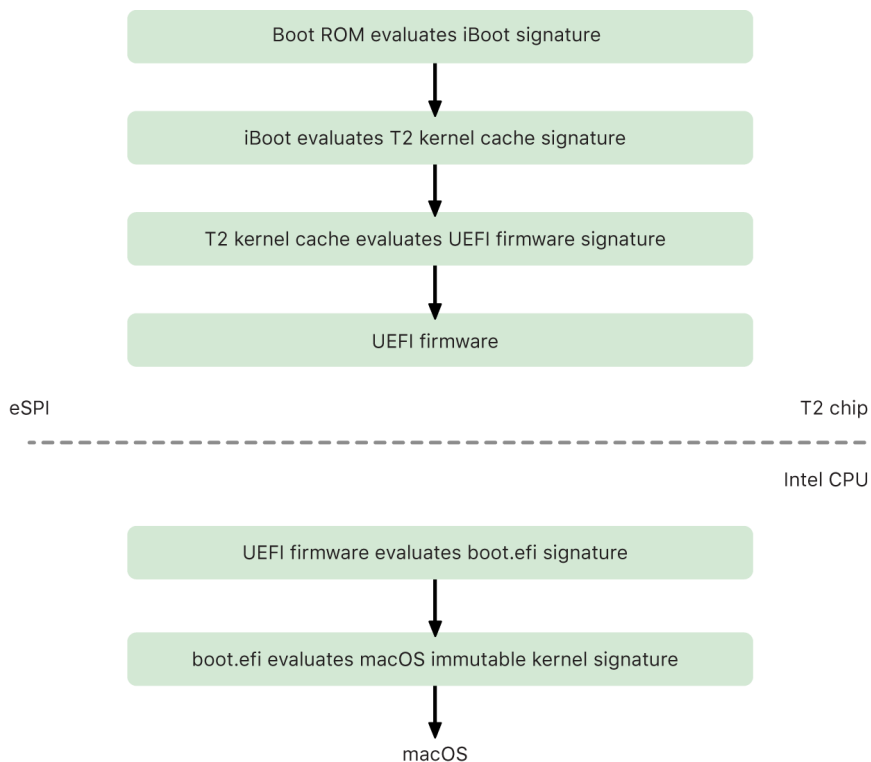 Boot ROM evaluates iBoot signature
iBoot evaluates T2 kernel cache signature
T2 kernel cache evaluates UEFI firmware signature
UEFI firmware
eSPI
T2 chip
Intel CPU
UEFI firmware evaluates boot.efi signature
boot.efi evaluates macOS immutable kernel signature
macOS